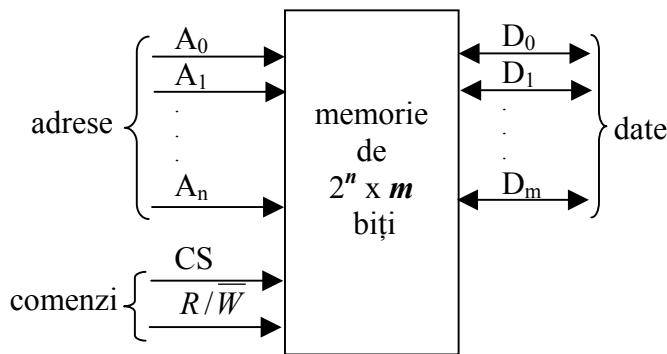 adrese
A₀
A₁
.
.
.
Aₙ
comenzi
CS
R/W̅
memorie
de
2ⁿ x m
biți
D₀
D₁
.
.
.
Dₘ
date